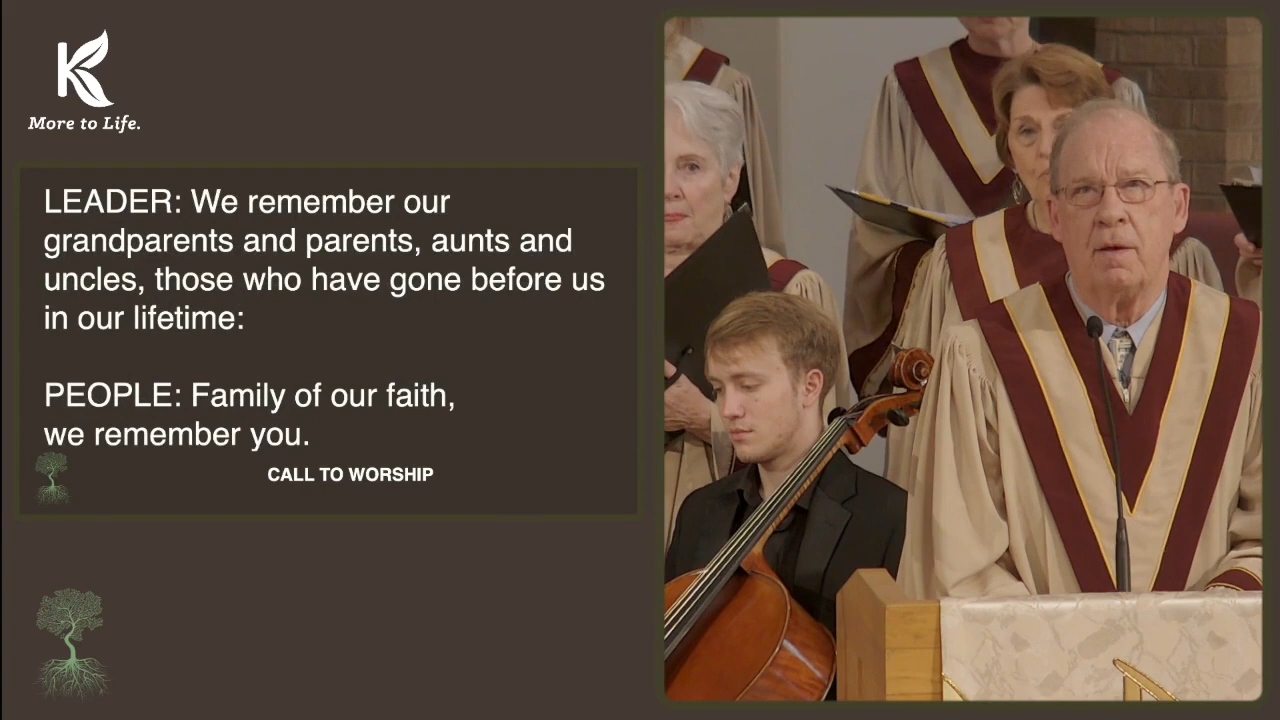 K
More to Life.
LEADER: We remember our
grandparents and parents, aunts and
uncles, those who have gone before us
in our lifetime:
PEOPLE: Family of our faith,
we remember you.
CALL TO WORSHIP